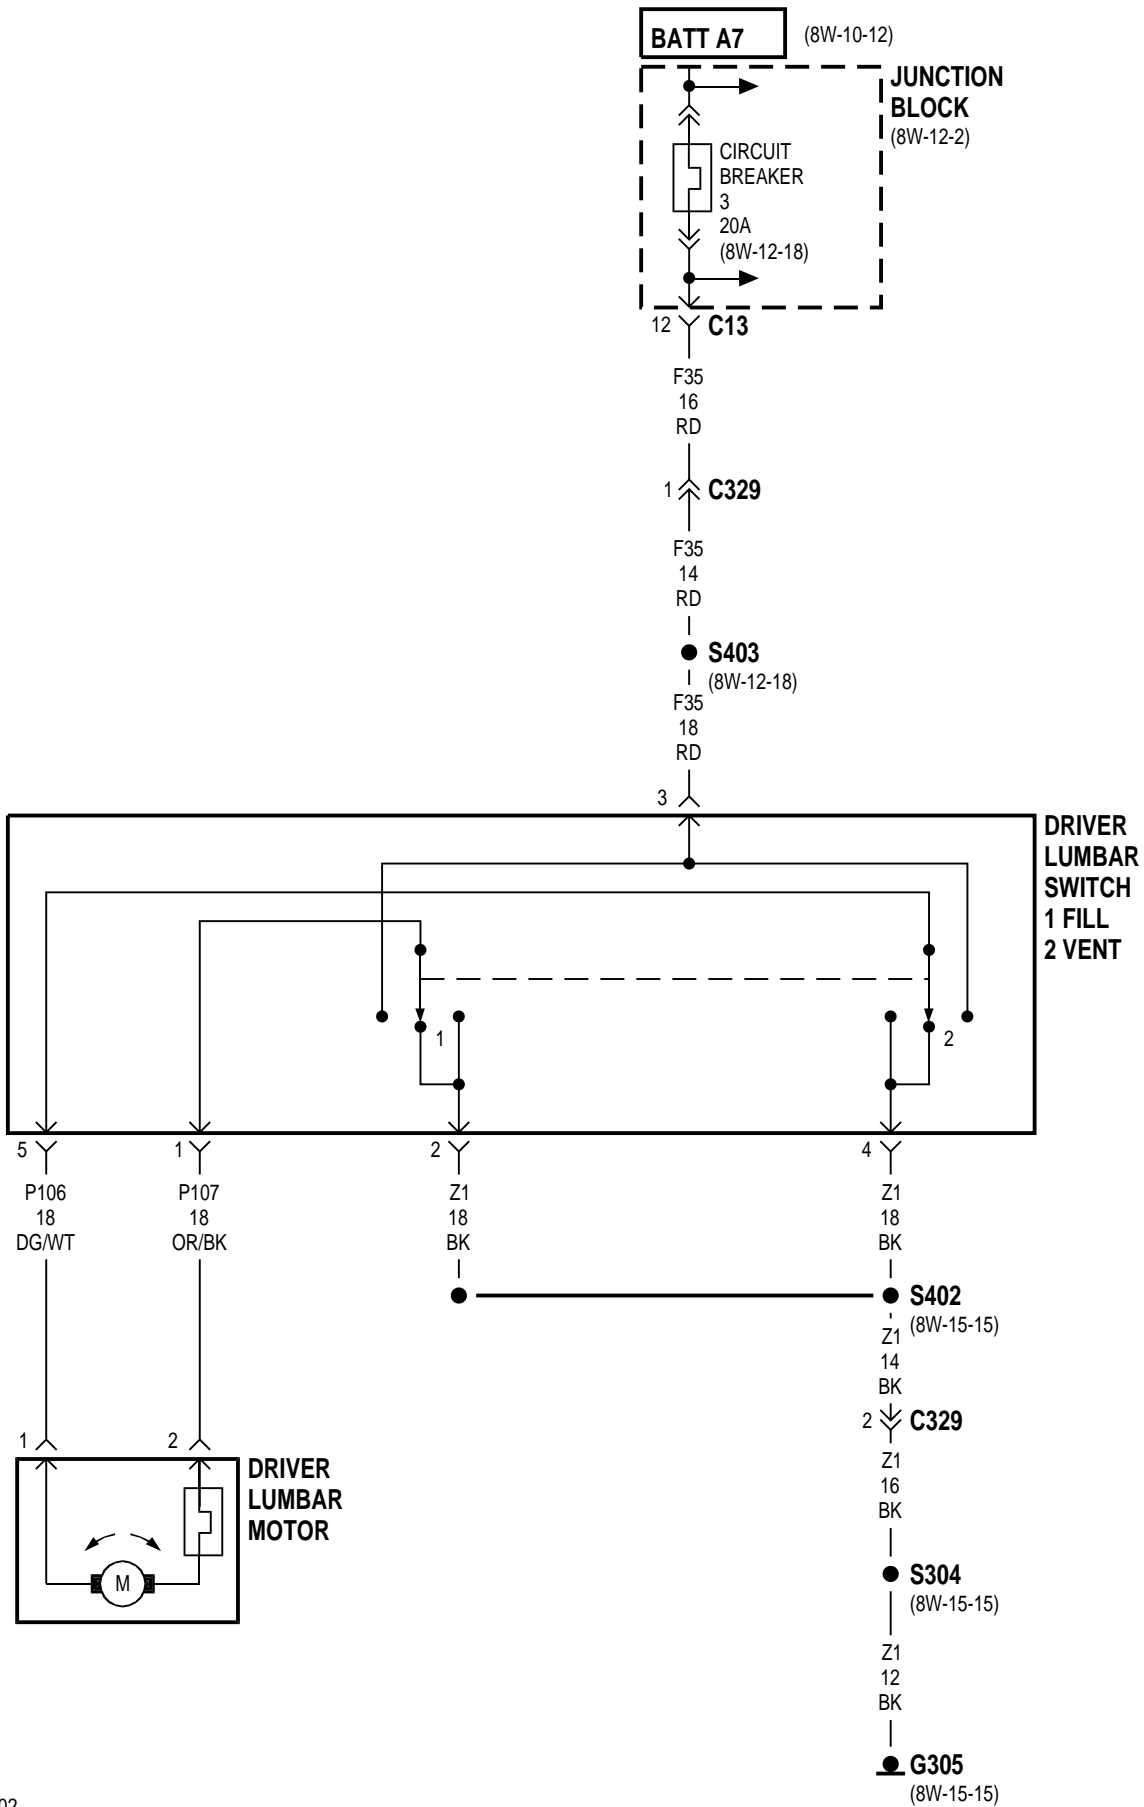 BATT A7
(8W-10-12)
JUNCTION
BLOCK
(8W-12-2)
CIRCUIT
BREAKER
3
20A
(8W-12-18)
12
C13
F35
16
RD
1
C329
F35
14
RD
S403
(8W-12-18)
F35
18
RD
3
DRIVER
LUMBAR
SWITCH
1 FILL
2 VENT
1
2
5
1
2
4
P106
18
DG/WT
P107
18
OR/BK
Z1
18
BK
Z1
18
BK
S402
(8W-15-15)
Z1
14
BK
2
C329
Z1
16
BK
1
2
DRIVER
LUMBAR
MOTOR
M
S304
(8W-15-15)
Z1
12
BK
G305
(8W-15-15)